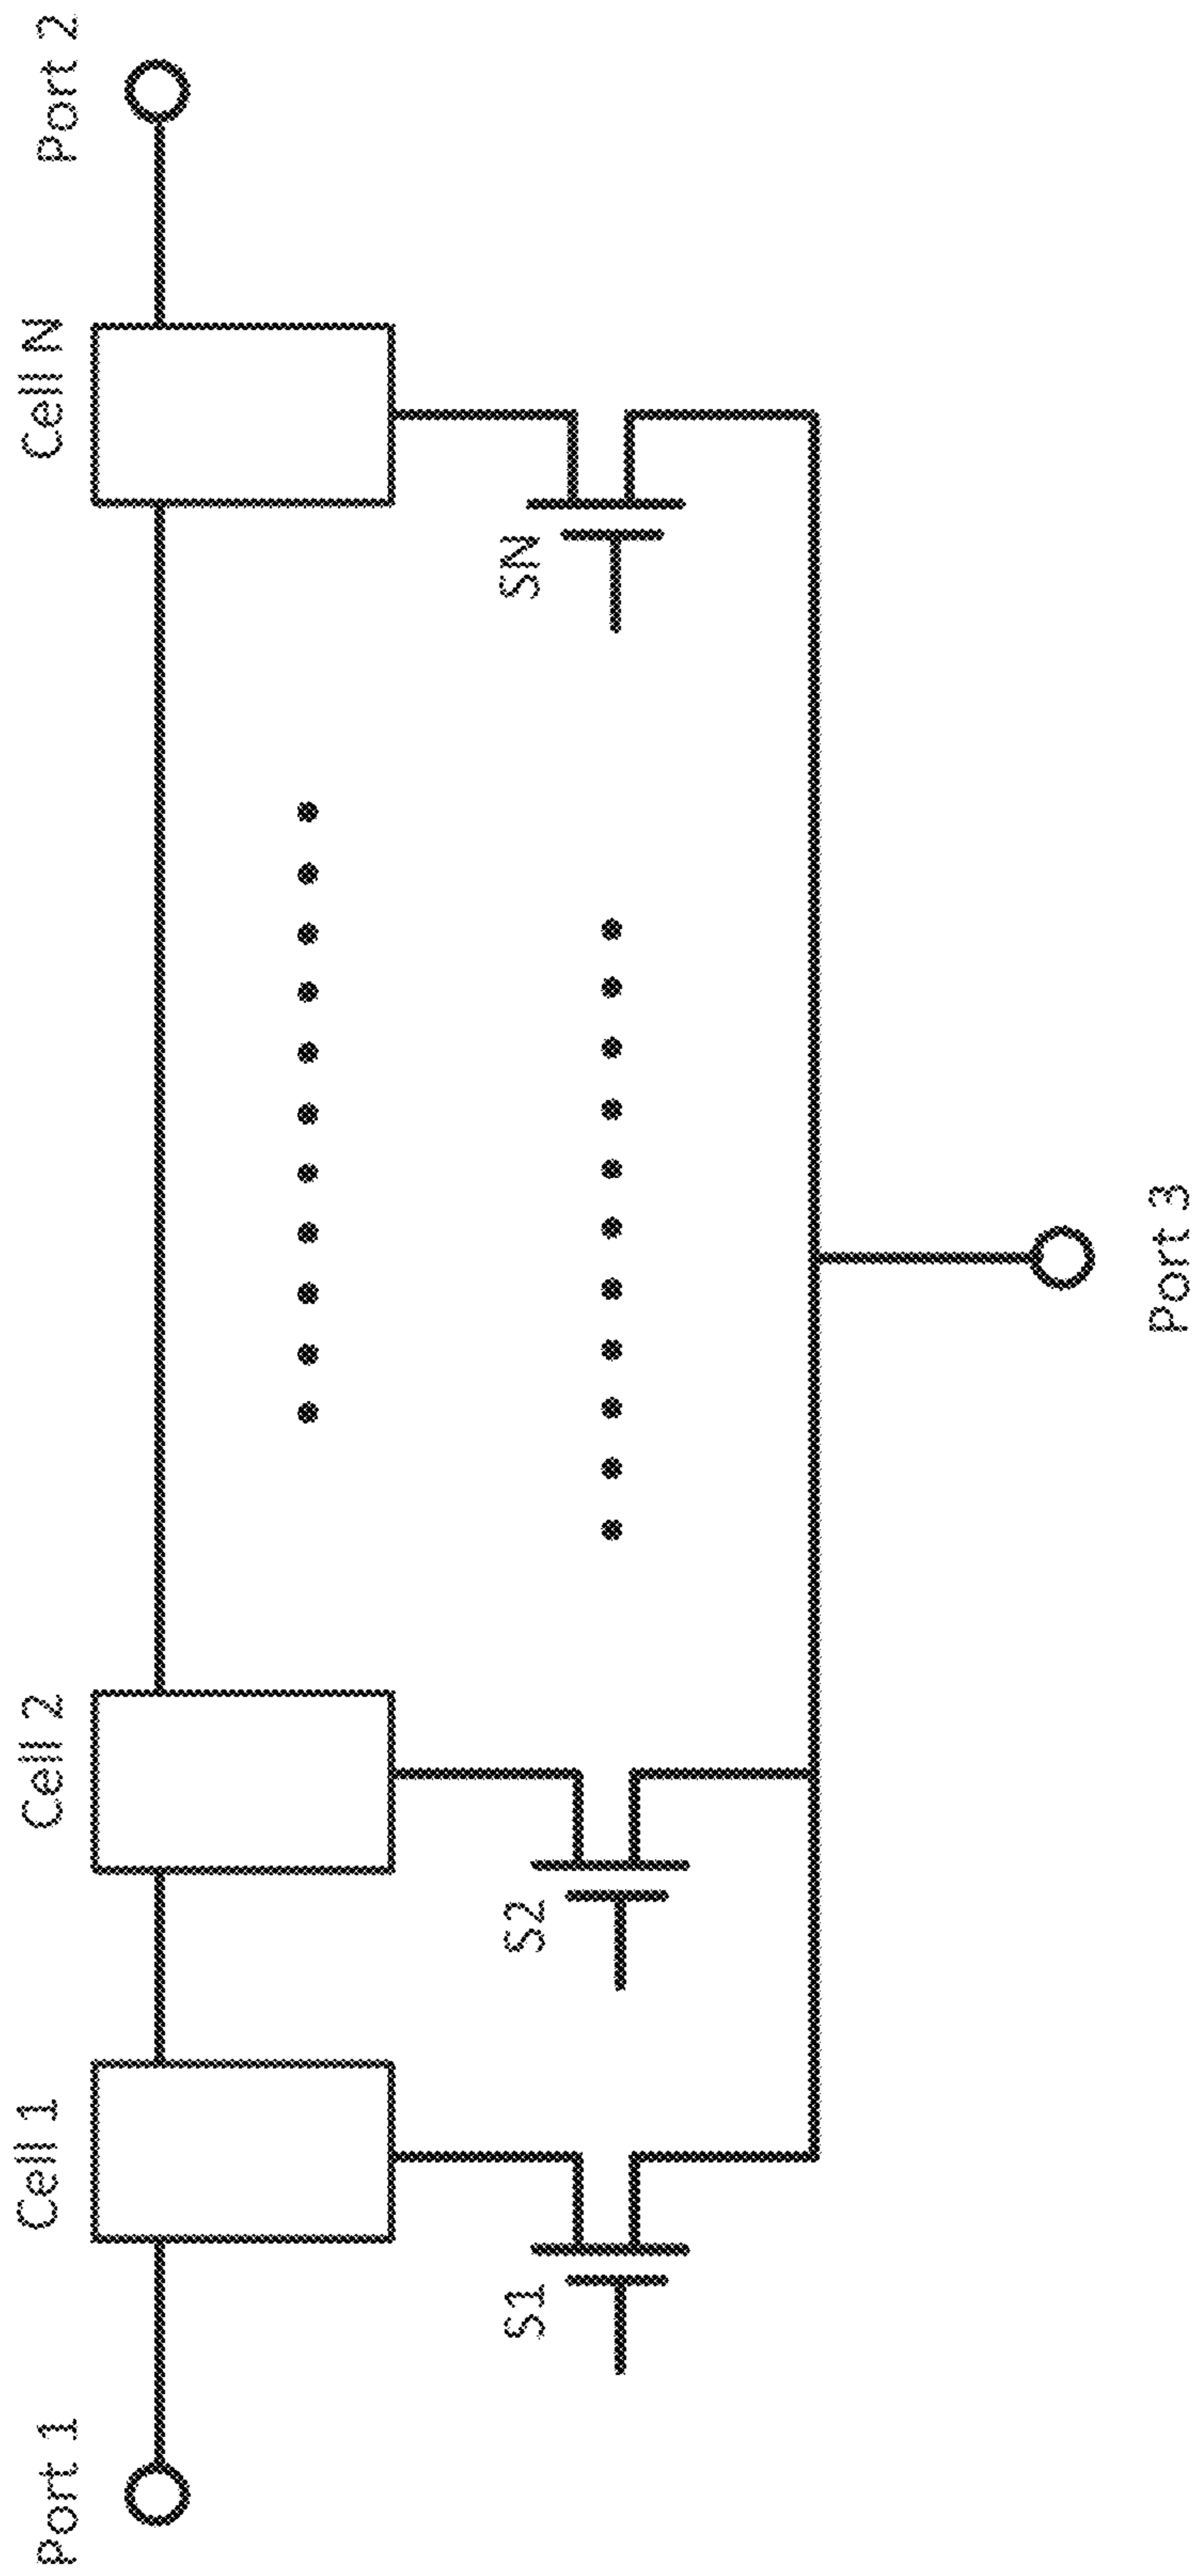 Cell 1
Cell 2
Cell N
Port 1
Port 2
S1
S2
SN
Port 3